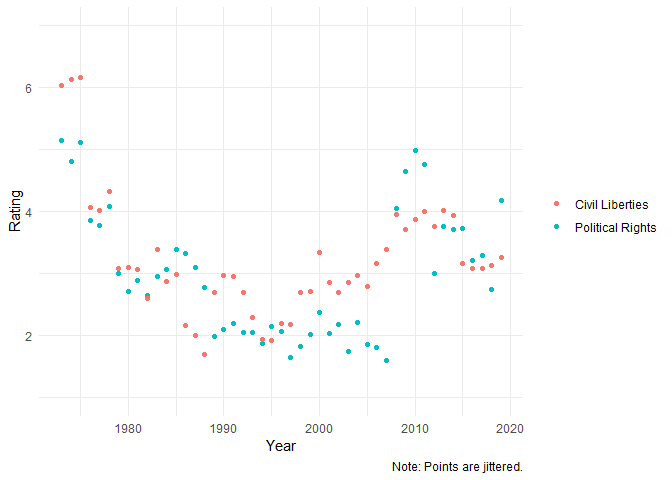 6
4
2
Rating
1980
1990
2000
2010
2020
Year
Civil Liberties
Political Rights
Note: Points are jittered.